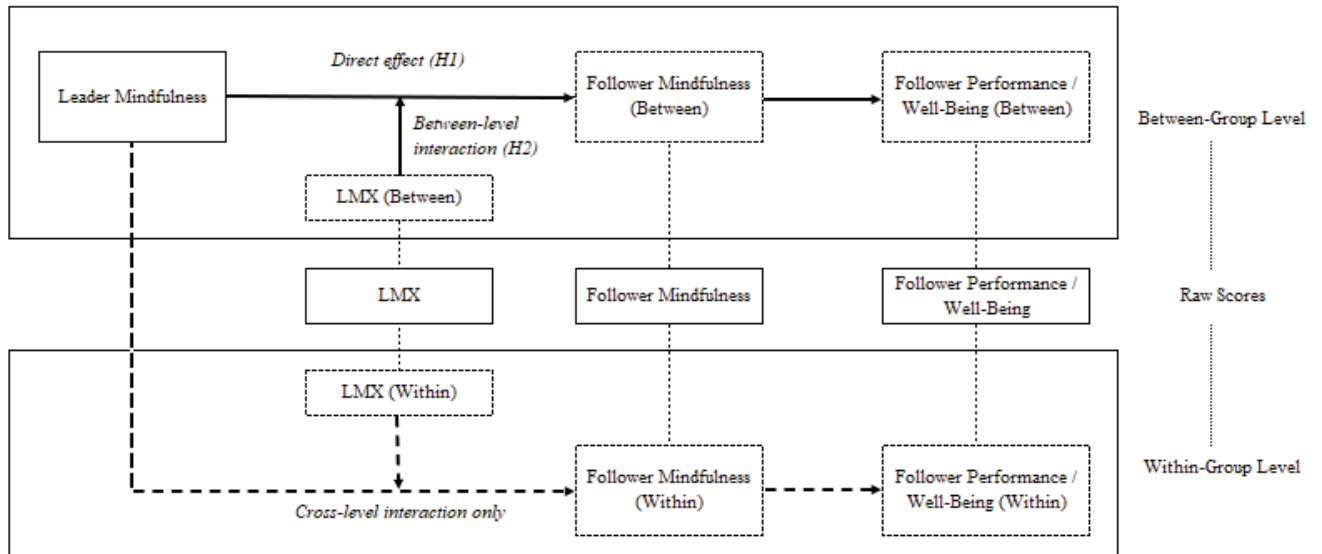 Direct effect (H1)
Leader Mindfulness
Follower Mindfulness
(Between)
Follower Performance /
Well-Being (Between)
Between-Group Level
Between-level
interaction (H2)
LMX (Between)
LMX
Follower Mindfulness
Follower Performance /
Well-Being
Raw Scores
LMX (Within)
Follower Mindfulness
(Within)
Follower Performance /
Well-Being (Within)
Within-Group Level
Cross-level interaction only